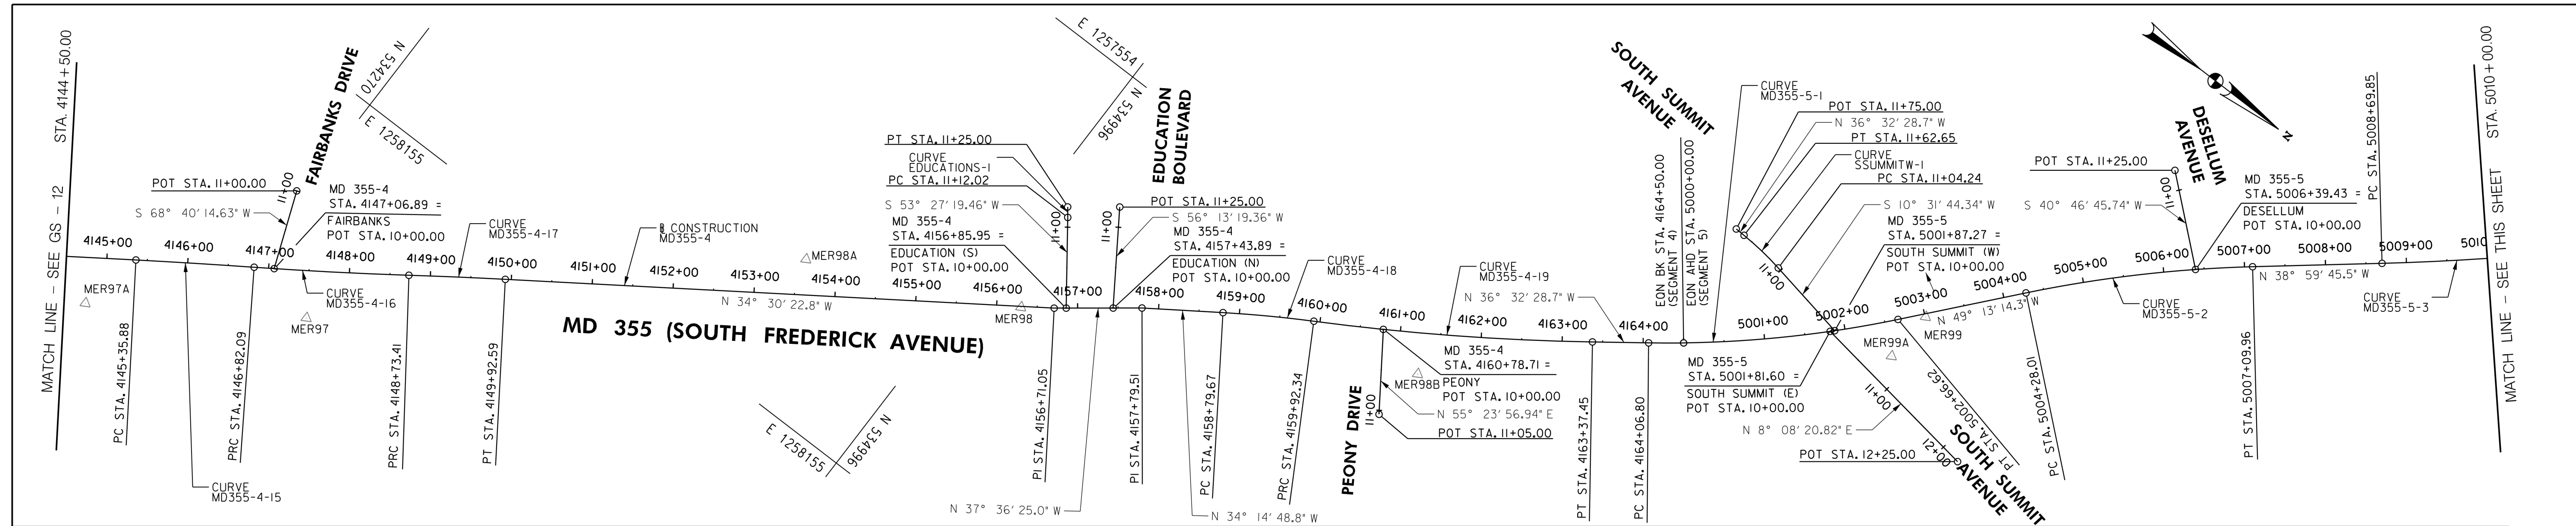 MATCH LINE - SEE GS - 12 STA. 4144+50.00
MER97A
4145+00
PC STA. 4145+35.88
4146+00
CURVE
MD355-4-15
PRC STA. 4146+82.09
4147+00
POT STA. 11+00.00
S 68° 40' 14.63" W
11+00
FAIRBANKS DRIVE
MD 355-4
STA. 4147+06.89 =
FAIRBANKS
POT STA. 10+00.00
N 534270
E 1258155
CURVE
MD355-4-16
MER97
4148+00
PRC STA. 4148+73.41
4149+00
CURVE
MD355-4-17
PT STA. 4149+92.59
4150+00
4151+00
CONSTRUCTION
MD355-4
4152+00
4153+00
N 34° 30' 22.8" W
MD 355 (SOUTH FREDERICK AVENUE)
MER98A
4154+00
4155+00
4156+00
E 1258155
N 534996
MER98
PI STA. 4156+71.05
PT STA. 11+25.00
CURVE
EDUCATIONS-1
PC STA. 11+12.02
S 53° 27' 19.46" W
MD 355-4
STA. 4156+85.95 =
EDUCATION (S)
POT STA. 10+00.00
11+00
4157+00
N 37° 36' 25.0" W
E 1257554
N 534996
EDUCATION
BOULEVARD
11+00
POT STA. 11+25.00
S 56° 13' 19.36" W
MD 355-4
STA. 4157+43.89 =
EDUCATION (N)
POT STA. 10+00.00
PI STA. 4157+79.51
4158+00
N 34° 14' 48.8" W
PC STA. 4158+79.67
4159+00
CURVE
MD355-4-18
PRC STA. 4159+92.34
4160+00
MD 355-4
STA. 4160+78.71 =
PEONY
POT STA. 10+00.00
MER98B
N 55° 23' 56.94" E
POT STA. 11+05.00
11+00
PEONY DRIVE
4161+00
CURVE
MD355-4-19
4162+00
N 36° 32' 28.7" W
4163+00
PT STA. 4163+37.45
4164+00
PC STA. 4164+06.80
EQN BK STA. 4164+50.00
(SEGMENT 4)
EQN AHD STA. 5000+00.00
(SEGMENT 5)
SOUTH SUMMIT
AVENUE
CURVE
MD355-5-1
POT STA. 11+75.00
N 36° 32' 28.7" W
PT STA. 11+62.65
CURVE
SSUMMITW-1
PC STA. 11+04.24
S 10° 31' 44.34" W
11+00
MD 355-5
STA. 5001+87.27 =
SOUTH SUMMIT (W)
POT STA. 10+00.00
5001+00
MD 355-5
STA. 5001+81.60 =
SOUTH SUMMIT (E)
POT STA. 10+00.00
5002+00
11+00
N 8° 08' 20.82" E
POT STA. 12+25.00
12+00
SOUTH SUMMIT
AVENUE
MER99A
PT STA. 5002+66.62
5003+00
MER99
N 49° 13' 14.3" W
5004+00
PC STA. 5004+28.01
5005+00
CURVE
MD355-5-2
5006+00
POT STA. 11+25.00
S 40° 46' 45.74" W
11+00
DESELLUM
AVENUE
N
MD 355-5
STA. 5006+39.43 =
DESELLUM
POT STA. 10+00.00
5007+00
PT STA. 5007+09.96
N 38° 59' 45.5" W
5008+00
PC STA. 5008+69.85
5009+00
CURVE
MD355-5-3
5010
MATCH LINE - SEE THIS SHEET STA. 5010+00.00